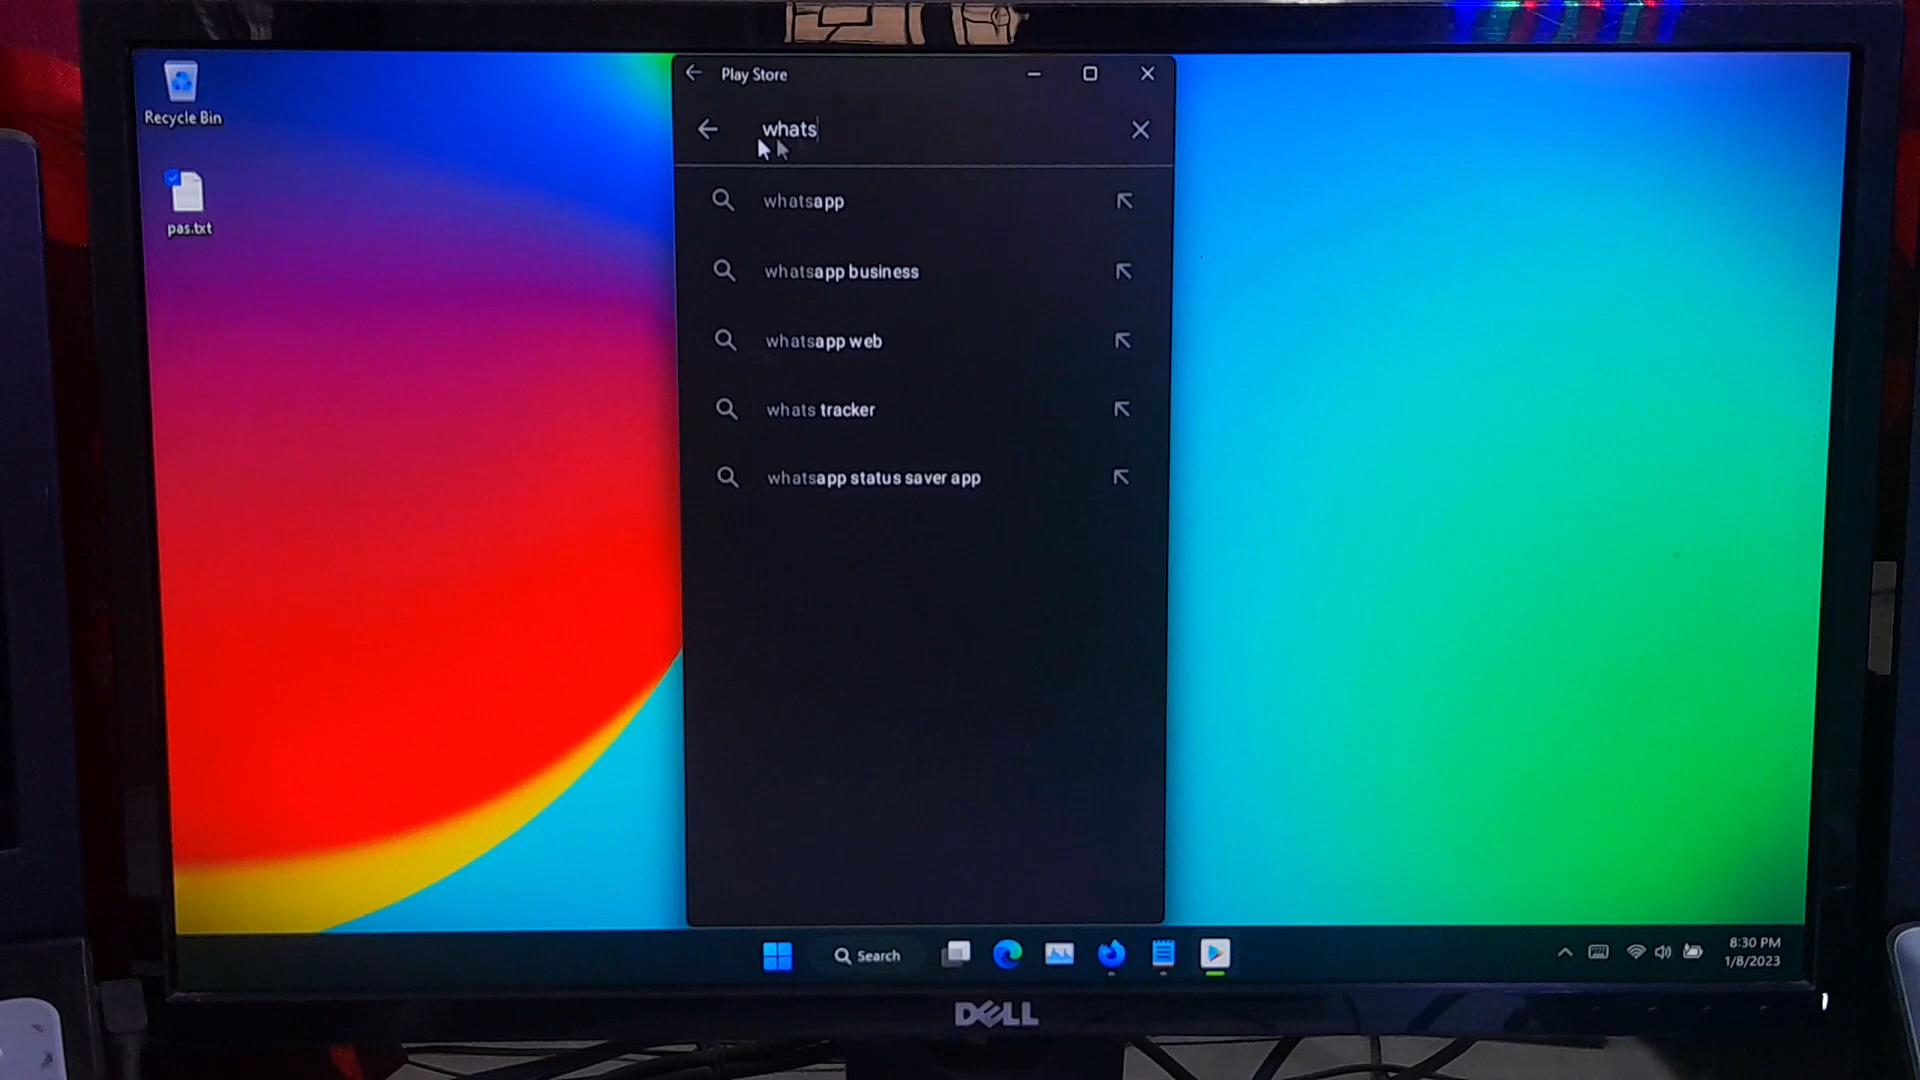 Recycle Bin
pas.txt
Play Store
whats
whatsapp
whatsapp business
whatsapp web
whats tracker
whatsapp status saver app
Search
8:30 PM
1/8/2023
DELL